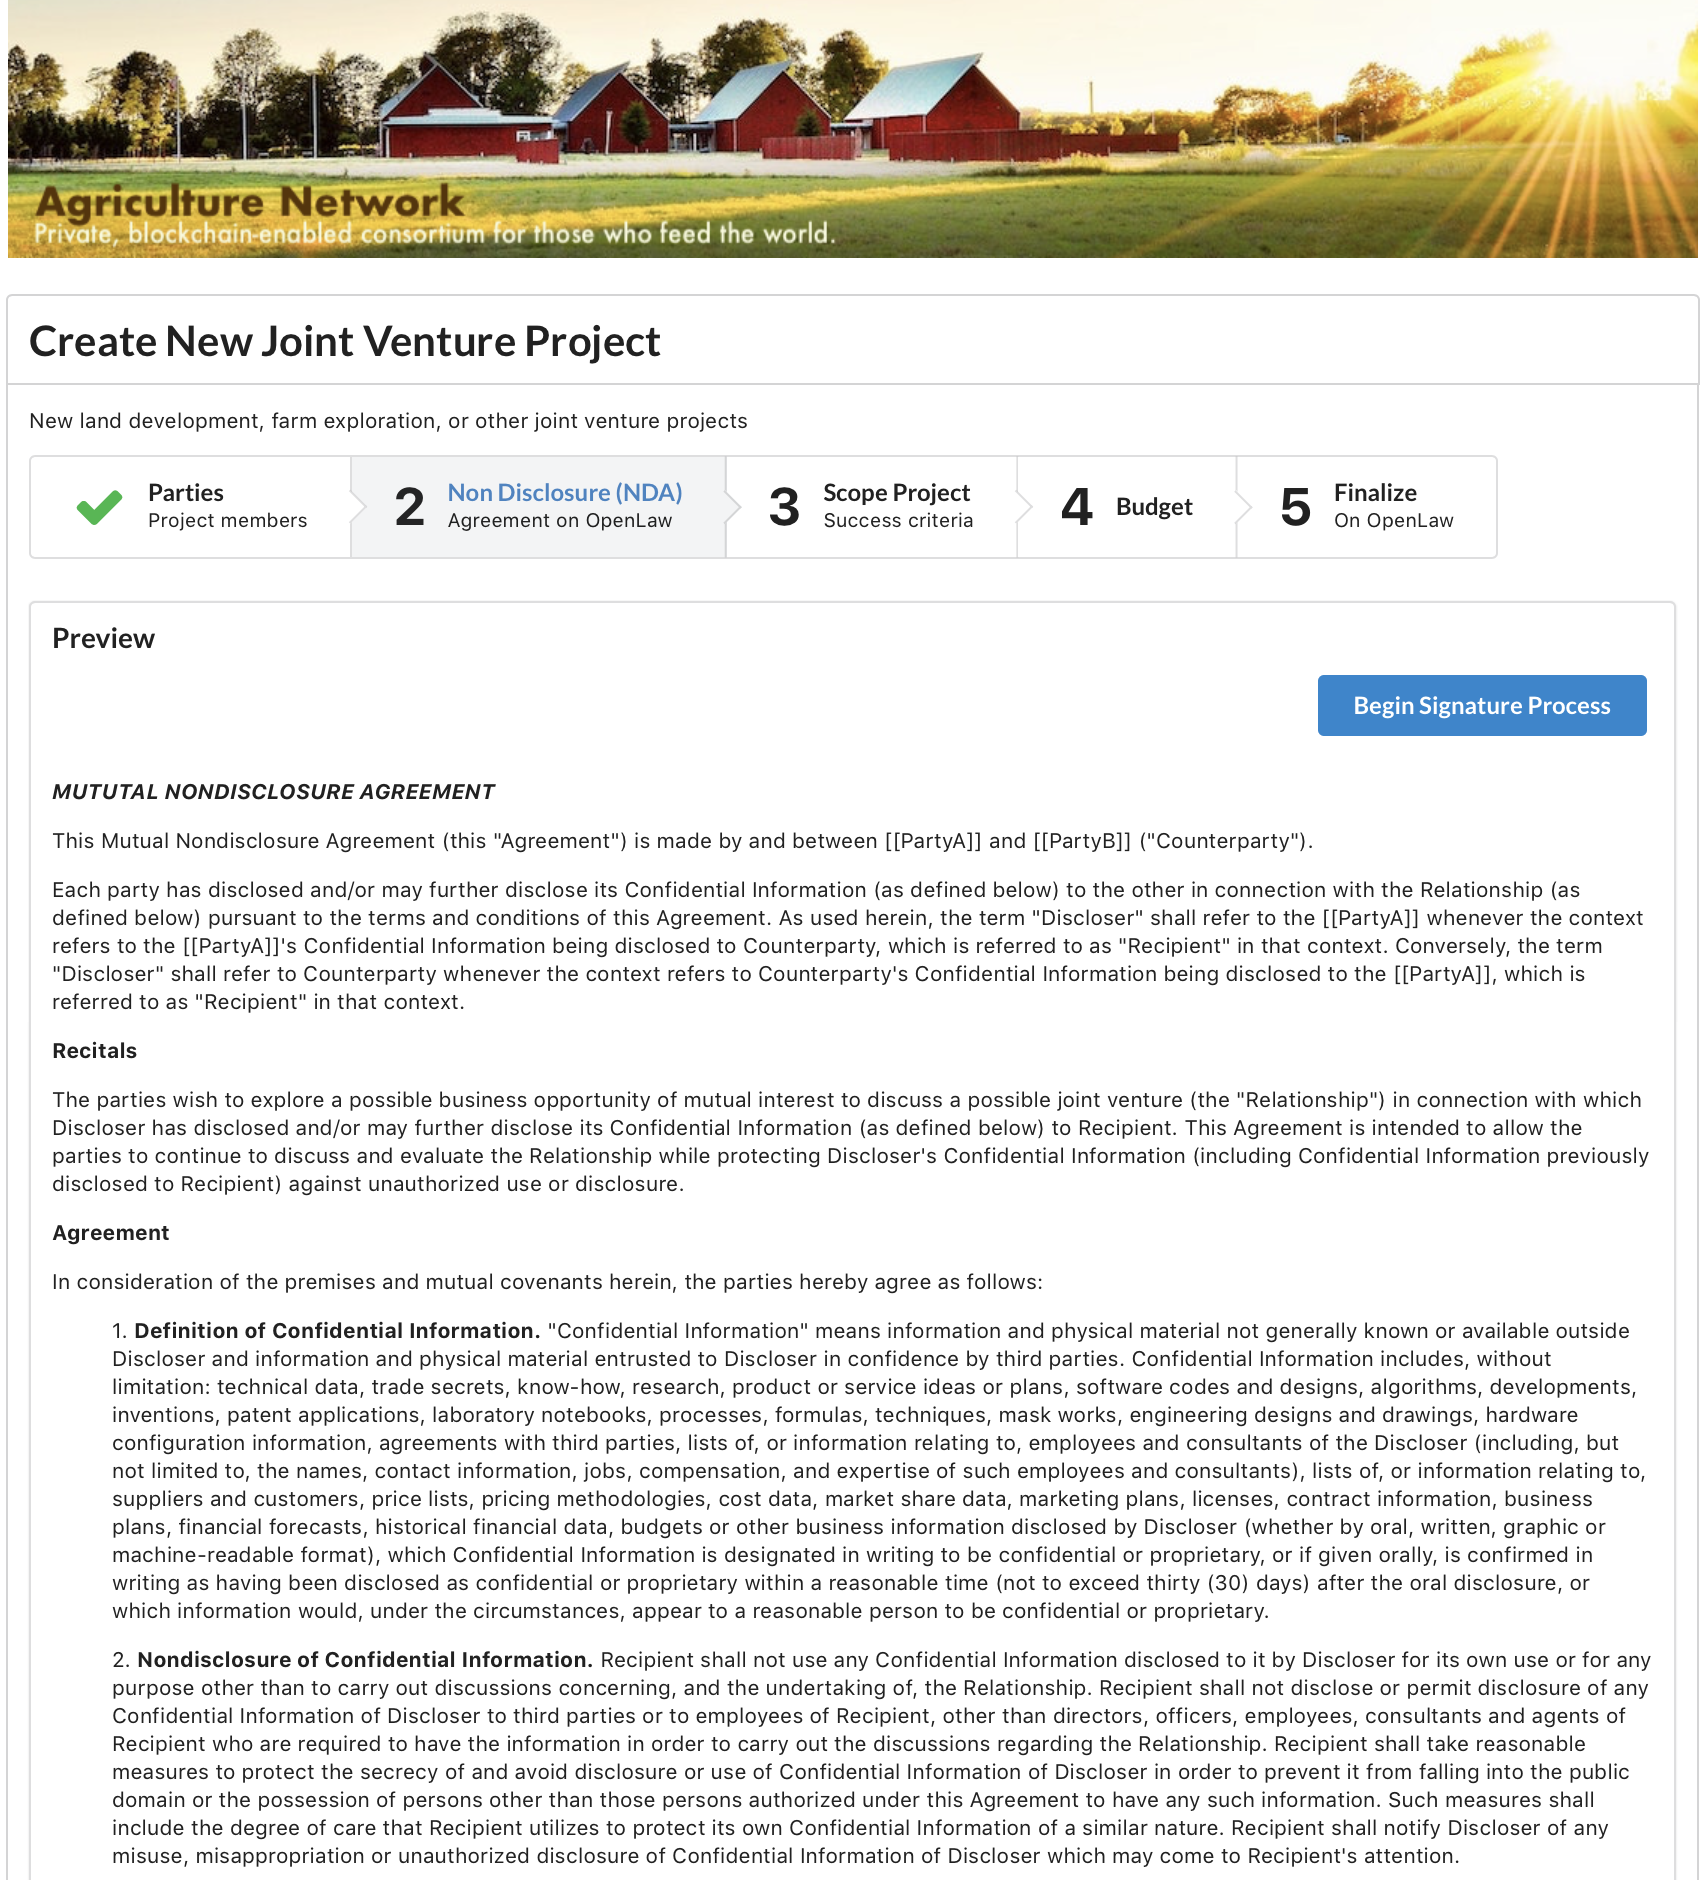 Agriculture Network
Private, blockchain-enabled consortium for those who feed the world.
Create New Joint Venture Project
New land development, farm exploration, or other joint venture projects
Parties
Project members
2
Non Disclosure (NDA)
Agreement on OpenLaw
3
Scope Project
Success criteria
4
Budget
5
Finalize
On OpenLaw
Preview
Begin Signature Process
MUTUTAL NONDISCLOSURE AGREEMENT
This Mutual Nondisclosure Agreement (this "Agreement") is made by and between [[PartyA]] and [[PartyB]] ("Counterparty").
Each party has disclosed and/or may further disclose its Confidential Information (as defined below) to the other in connection with the Relationship (as
defined below) pursuant to the terms and conditions of this Agreement. As used herein, the term "Discloser" shall refer to the [[PartyA]] whenever the context
refers to the [[PartyA]]'s Confidential Information being disclosed to Counterparty, which is referred to as "Recipient" in that context. Conversely, the term
"Discloser" shall refer to Counterparty whenever the context refers to Counterparty's Confidential Information being disclosed to the [[PartyA]], which is
referred to as "Recipient" in that context.
Recitals
The parties wish to explore a possible business opportunity of mutual interest to discuss a possible joint venture (the "Relationship") in connection with which
Discloser has disclosed and/or may further disclose its Confidential Information (as defined below) to Recipient. This Agreement is intended to allow the
parties to continue to discuss and evaluate the Relationship while protecting Discloser's Confidential Information (including Confidential Information previously
disclosed to Recipient) against unauthorized use or disclosure.
Agreement
In consideration of the premises and mutual covenants herein, the parties hereby agree as follows:
1. Definition of Confidential Information. "Confidential Information" means information and physical material not generally known or available outside
Discloser and information and physical material entrusted to Discloser in confidence by third parties. Confidential Information includes, without
limitation: technical data, trade secrets, know-how, research, product or service ideas or plans, software codes and designs, algorithms, developments,
inventions, patent applications, laboratory notebooks, processes, formulas, techniques, mask works, engineering designs and drawings, hardware
configuration information, agreements with third parties, lists of, or information relating to, employees and consultants of the Discloser (including, but
not limited to, the names, contact information, jobs, compensation, and expertise of such employees and consultants), lists of, or information relating to,
suppliers and customers, price lists, pricing methodologies, cost data, market share data, marketing plans, licenses, contract information, business
plans, financial forecasts, historical financial data, budgets or other business information disclosed by Discloser (whether by oral, written, graphic or
machine-readable format), which Confidential Information is designated in writing to be confidential or proprietary, or if given orally, is confirmed in
writing as having been disclosed as confidential or proprietary within a reasonable time (not to exceed thirty (30) days) after the oral disclosure, or
which information would, under the circumstances, appear to a reasonable person to be confidential or proprietary.
2. Nondisclosure of Confidential Information. Recipient shall not use any Confidential Information disclosed to it by Discloser for its own use or for any
purpose other than to carry out discussions concerning, and the undertaking of, the Relationship. Recipient shall not disclose or permit disclosure of any
Confidential Information of Discloser to third parties or to employees of Recipient, other than directors, officers, employees, consultants and agents of
Recipient who are required to have the information in order to carry out the discussions regarding the Relationship. Recipient shall take reasonable
measures to protect the secrecy of and avoid disclosure or use of Confidential Information of Discloser in order to prevent it from falling into the public
domain or the possession of persons other than those persons authorized under this Agreement to have any such information. Such measures shall
include the degree of care that Recipient utilizes to protect its own Confidential Information of a similar nature. Recipient shall notify Discloser of any
misuse, misappropriation or unauthorized disclosure of Confidential Information of Discloser which may come to Recipient's attention.